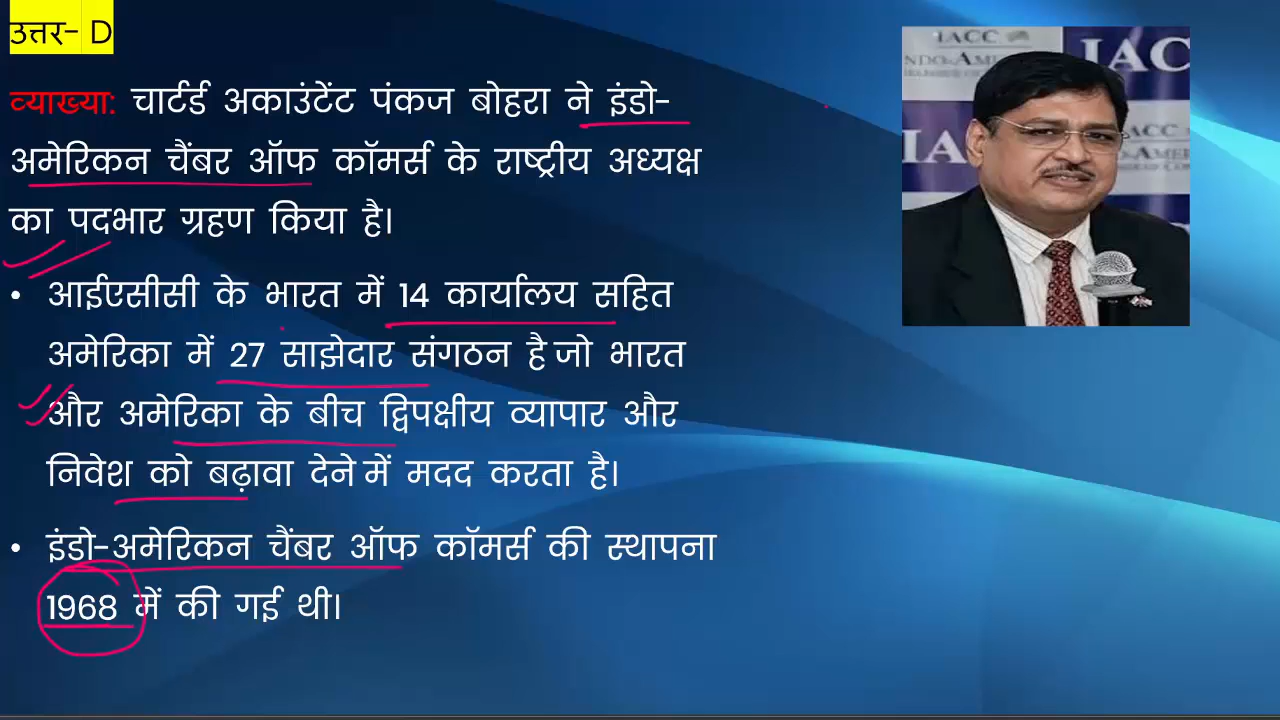 उत्तर- D
व्याख्या: चार्टर्ड अकाउंटेंट पंकज बोहरा ने इंडो-
अमेरिकन चैंबर ऑफ कॉमर्स के राष्ट्रीय अध्यक्ष
का पदभार ग्रहण किया है।
• आईएसीसी के भारत में 14 कार्यालय सहित
अमेरिका में 27 साझेदार संगठन है जो भारत
और अमेरिका के बीच द्विपक्षीय व्यापार और
निवेश को बढ़ावा देने में मदद करता है।
• इंडो-अमेरिकन चैंबर ऑफ कॉमर्स की स्थापना
1968 में की गई थी।
IACC
IACC